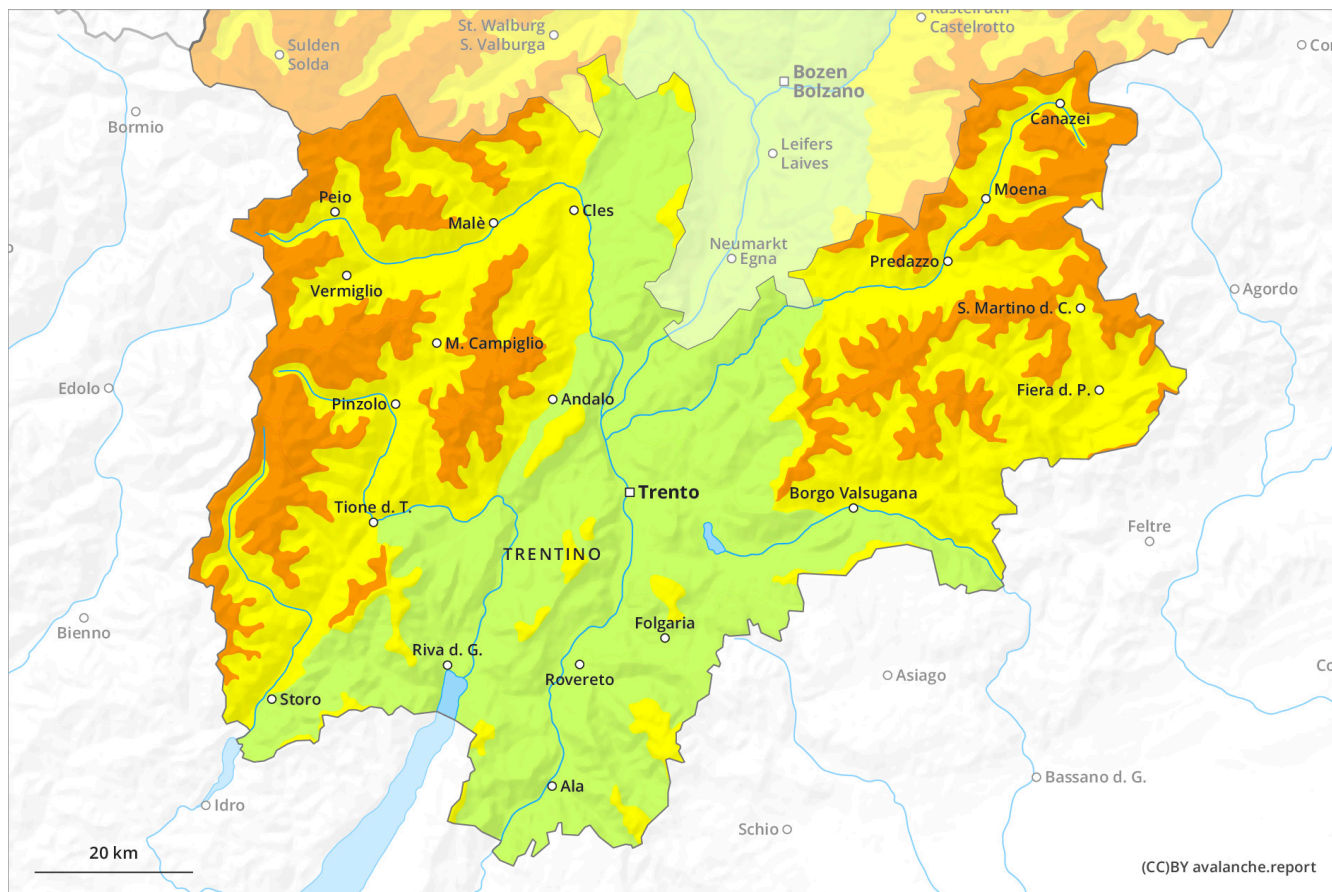 Kastelruth
Castelrotto
St. Walburg
S. Valburga
Sulden
Solda
Bozen
Bolzano
Bormio
Canazei
Leifers
Laives
Moena
Peio
Malè
Cles
Neumarkt
Egna
Predazzo
Vermiglio
Agordo
S. Martino d. C.
M. Campiglio
Edolo
Pinzolo
Andalo
Fiera d. P.
Trento
Borgo Valsugana
Tione d. T.
Feltre
TRENTINO
Bienno
Folgaria
Riva d. G.
Rovereto
Asiago
Storo
Ala
Bassano d. G.
Idro
Schio
20 km
(CC)BY avalanche.report